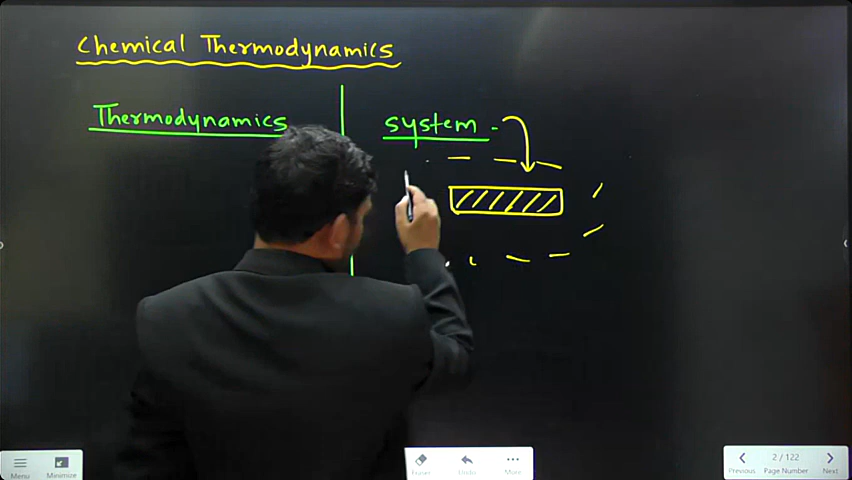 Chemical Thermodynamics
Thermodynamics
system -
Menu
Minimize
Eraser
Undo
More
Previous
2 / 122
Page Number
Next